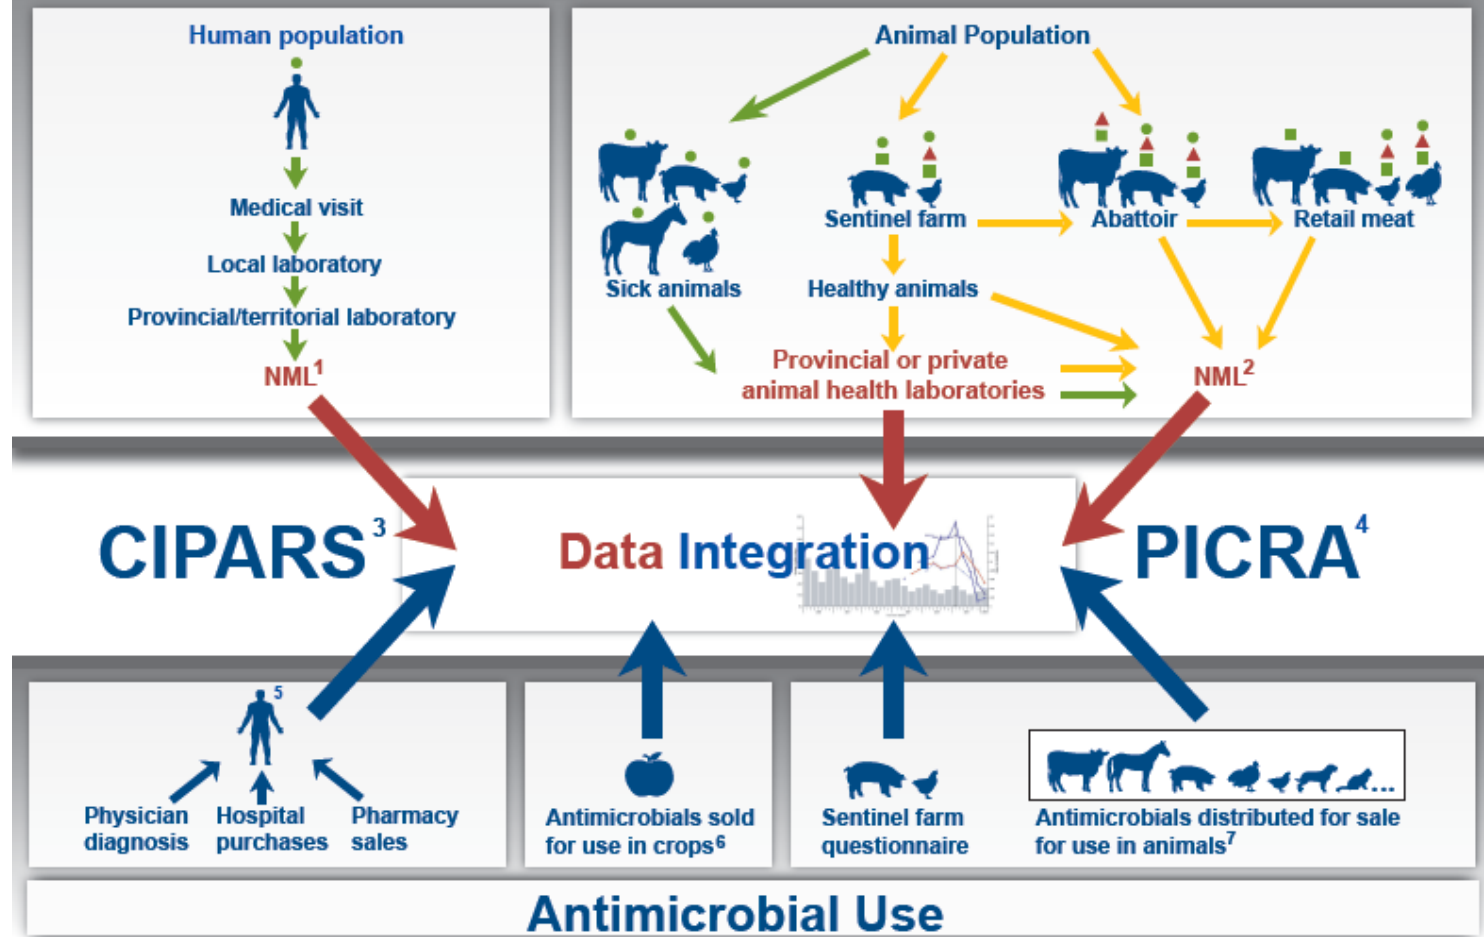 Human population
Medical visit
Local laboratory
Provincial/territorial laboratory
NML1
Animal Population
Sick animals
Sentinel farm
Abattoir
Retail meat
Healthy animals
Provincial or private
animal health laboratories
NML2
CIPARS3
Data Integration
PICRA4
5
Physician
diagnosis
Hospital
purchases
Pharmacy
sales
Antimicrobials sold
for use in crops6
Sentinel farm
questionnaire
...
Antimicrobials distributed for sale
for use in animals7
Antimicrobial Use